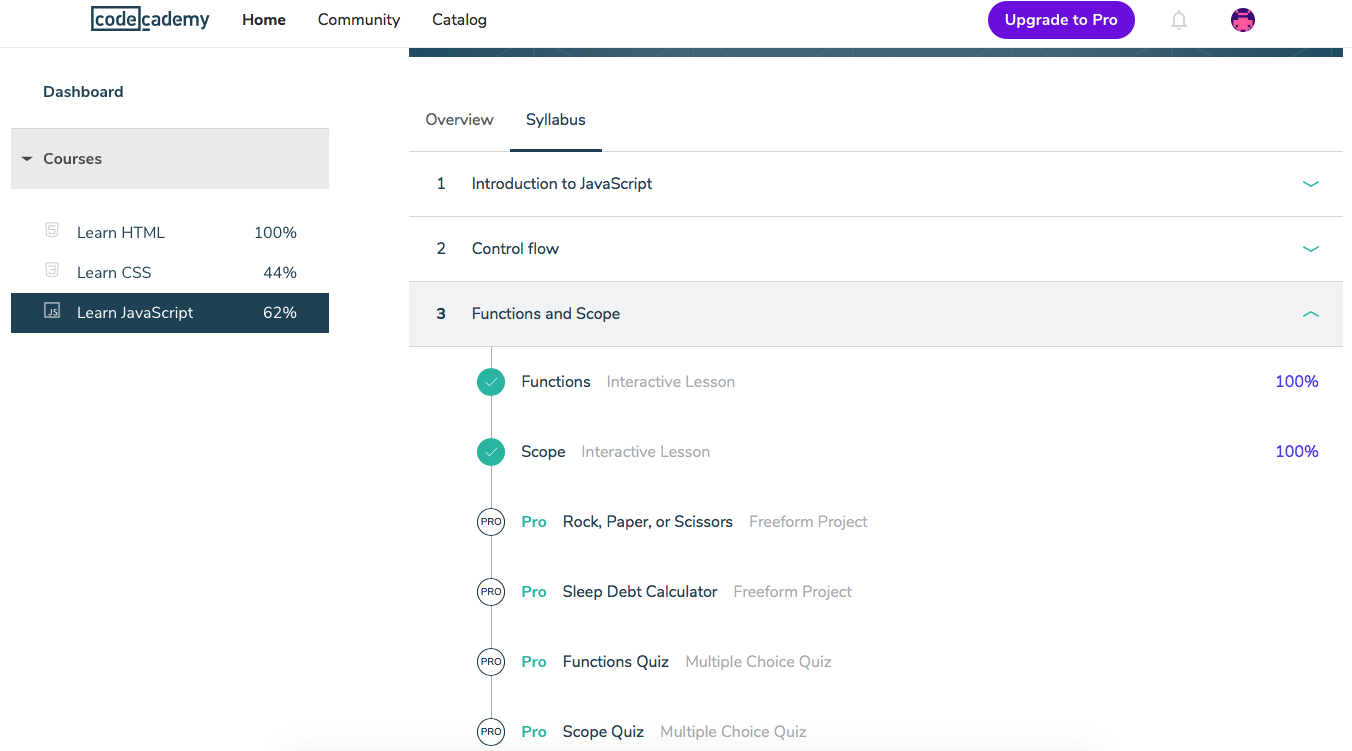 codecademy Home Community Catalog Upgrade to Pro
Dashboard
Courses
Learn HTML 100%
Learn CSS 44%
JS Learn JavaScript 62%
Overview Syllabus
1 Introduction to JavaScript
2 Control flow
3 Functions and Scope
Functions Interactive Lesson 100%
Scope Interactive Lesson 100%
PRO Pro Rock, Paper, or Scissors Freeform Project
PRO Pro Sleep Debt Calculator Freeform Project
PRO Pro Functions Quiz Multiple Choice Quiz
PRO Pro Scope Quiz Multiple Choice Quiz